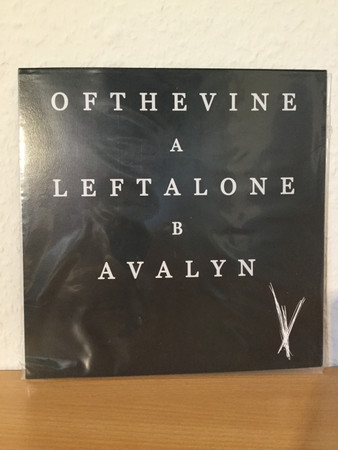 OFTHEVINE
A
LEFTALONE
B
AVALYN